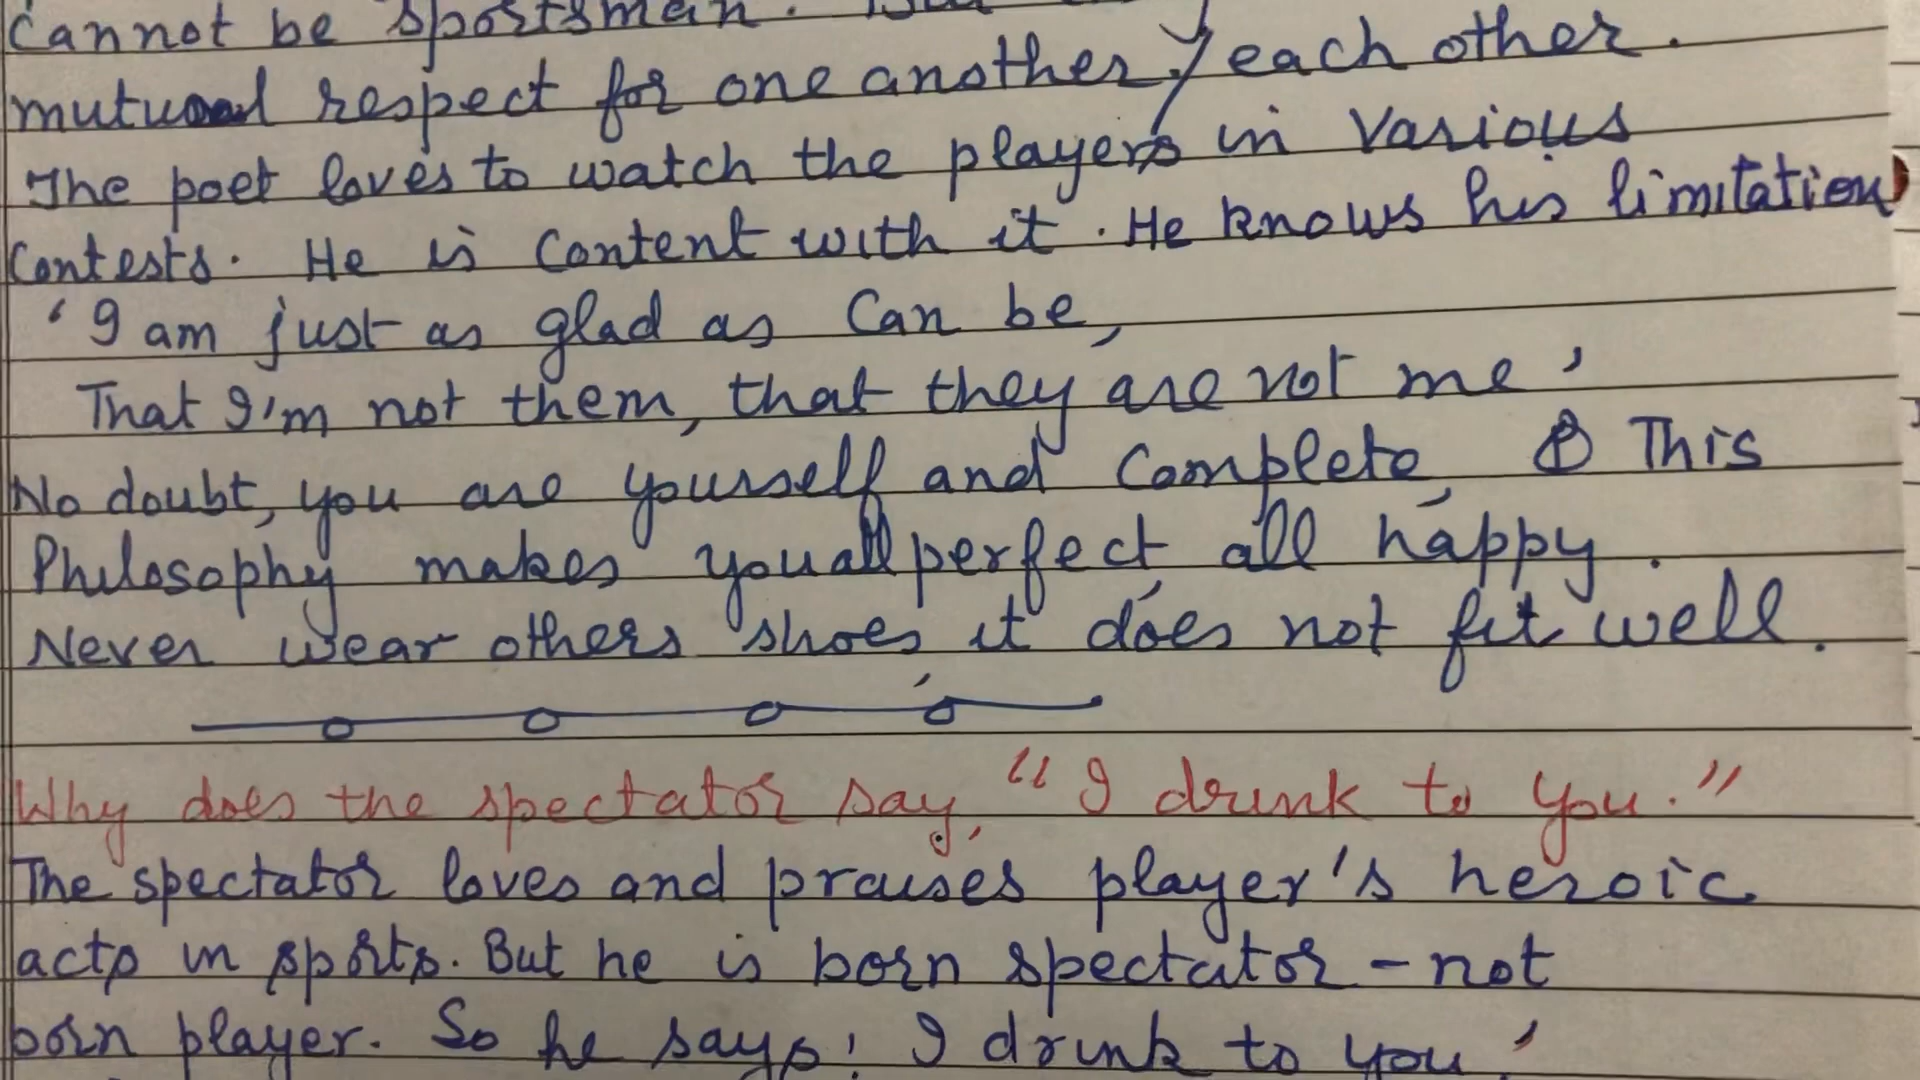 Cannot be sportsman.
mutual respect for one another / each other.
The poet loves to watch the players in various
contests. He is content with it. He knows his limitation
'I am just as glad as can be,
That I'm not them, that they are not me'
No doubt, you are yourself and complete, This
Philosophy makes you all perfect all happy.
Never wear others shoes, it does not fit well.
Why does the spectator say, "I drink to you."
The spectator loves and praises player's heroic
acts in sports. But he is born spectator - not
born player. So he says, 'I drink to you'